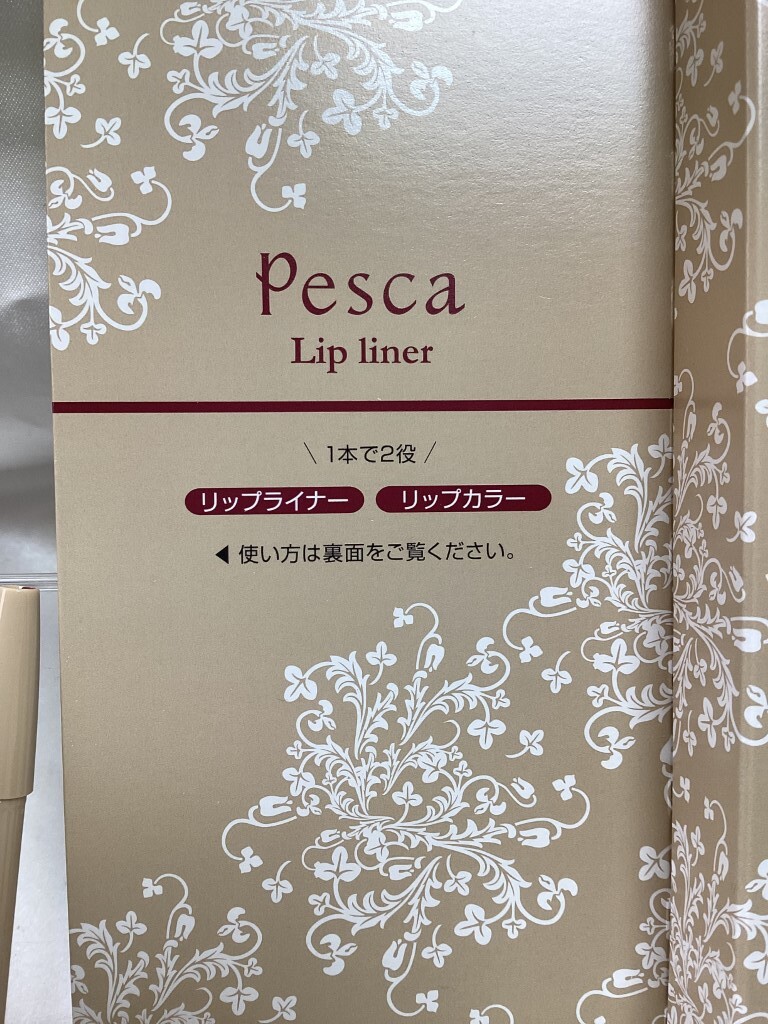 Pesca
Lip liner
\ 1本で2役 /
リップライナー リップカラー
◀ 使い方は裏面をご覧ください。